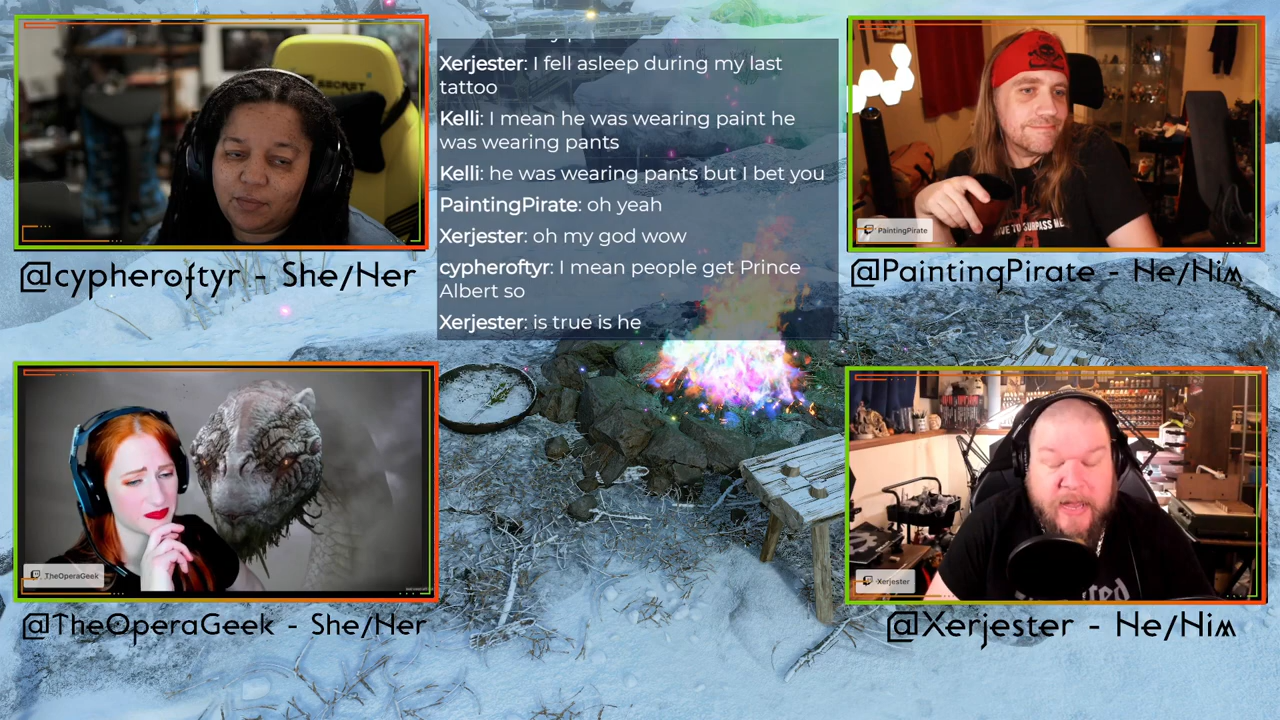 SECRET
Xerjester: I fell asleep during my last
tattoo
Kelli: I mean he was wearing paint he
was wearing pants
Kelli: he was wearing pants but I bet you
PaintingPirate: oh yeah
Xerjester: oh my god wow
cypheroftyr: I mean people get Prince
Albert so
Xerjester: is true is he
PaintingPirate
@cypheroftyr - She/Her
@PaintingPirate - He/Him
TheOperaGeek
Xerjester
@TheOperaGeek - She/Her
@Xerjester - He/Him